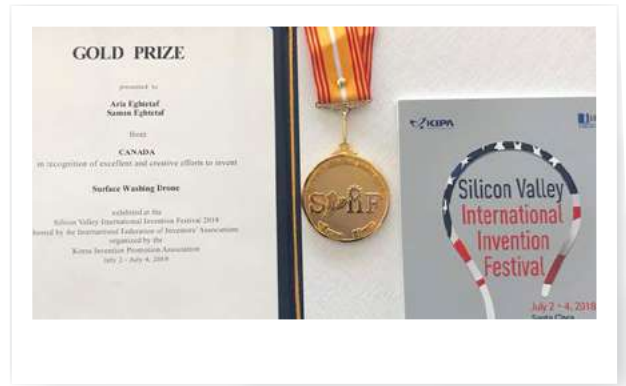 GOLD PRIZE
presented to
Aria Eghtetaf
Samon Eghtetaf
from
CANADA
in recognition of excellent and creative efforts to invent
Surface Washing Drone
exhibited at the
Silicon Valley International Invention Festival 2018
hosted by the International Federation of Inventors' Associations
organized by the
Korea Invention Promotion Association
July 2 - July 4, 2018
KIPA
Silicon Valley
International
Invention
Festival
July 2 ~ 4, 2018
Santa Clara